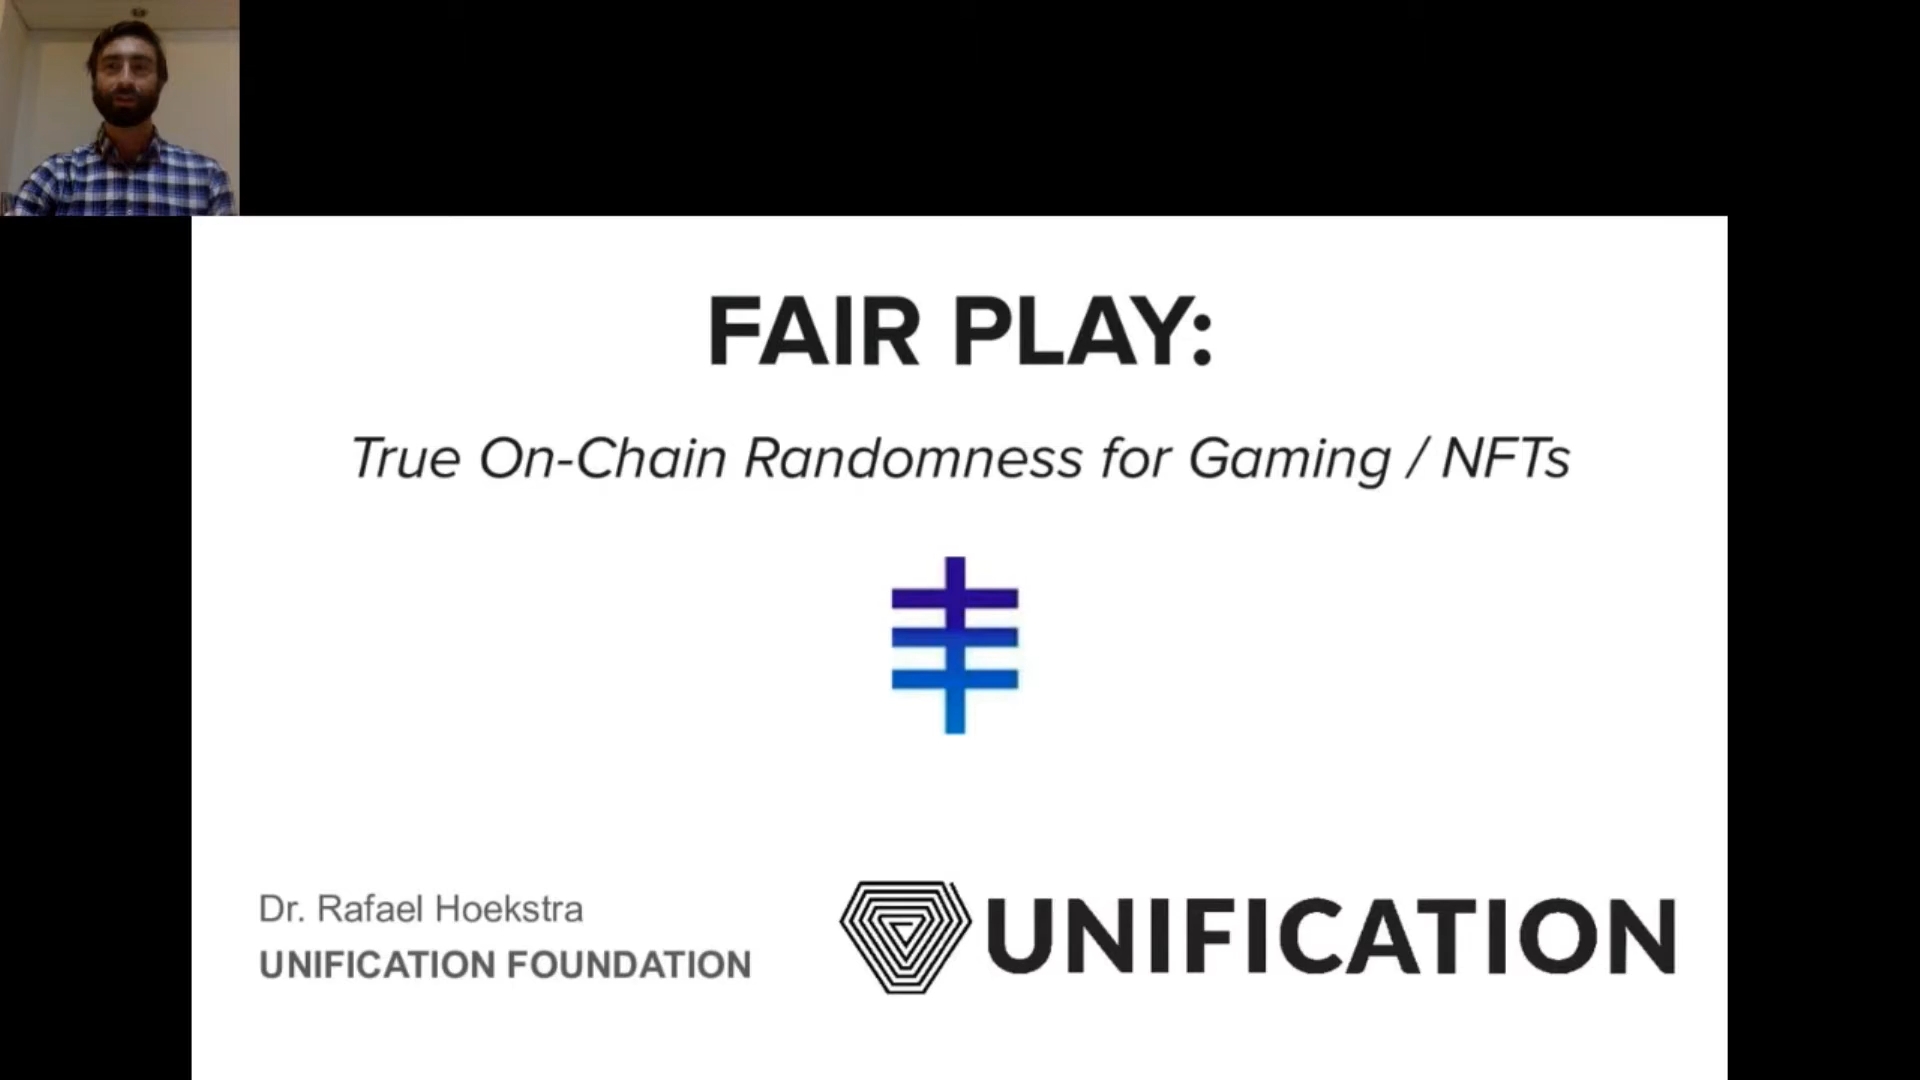 FAIR PLAY:
True On-Chain Randomness for Gaming / NFTs
Dr. Rafael Hoekstra
UNIFICATION FOUNDATION
UNIFICATION